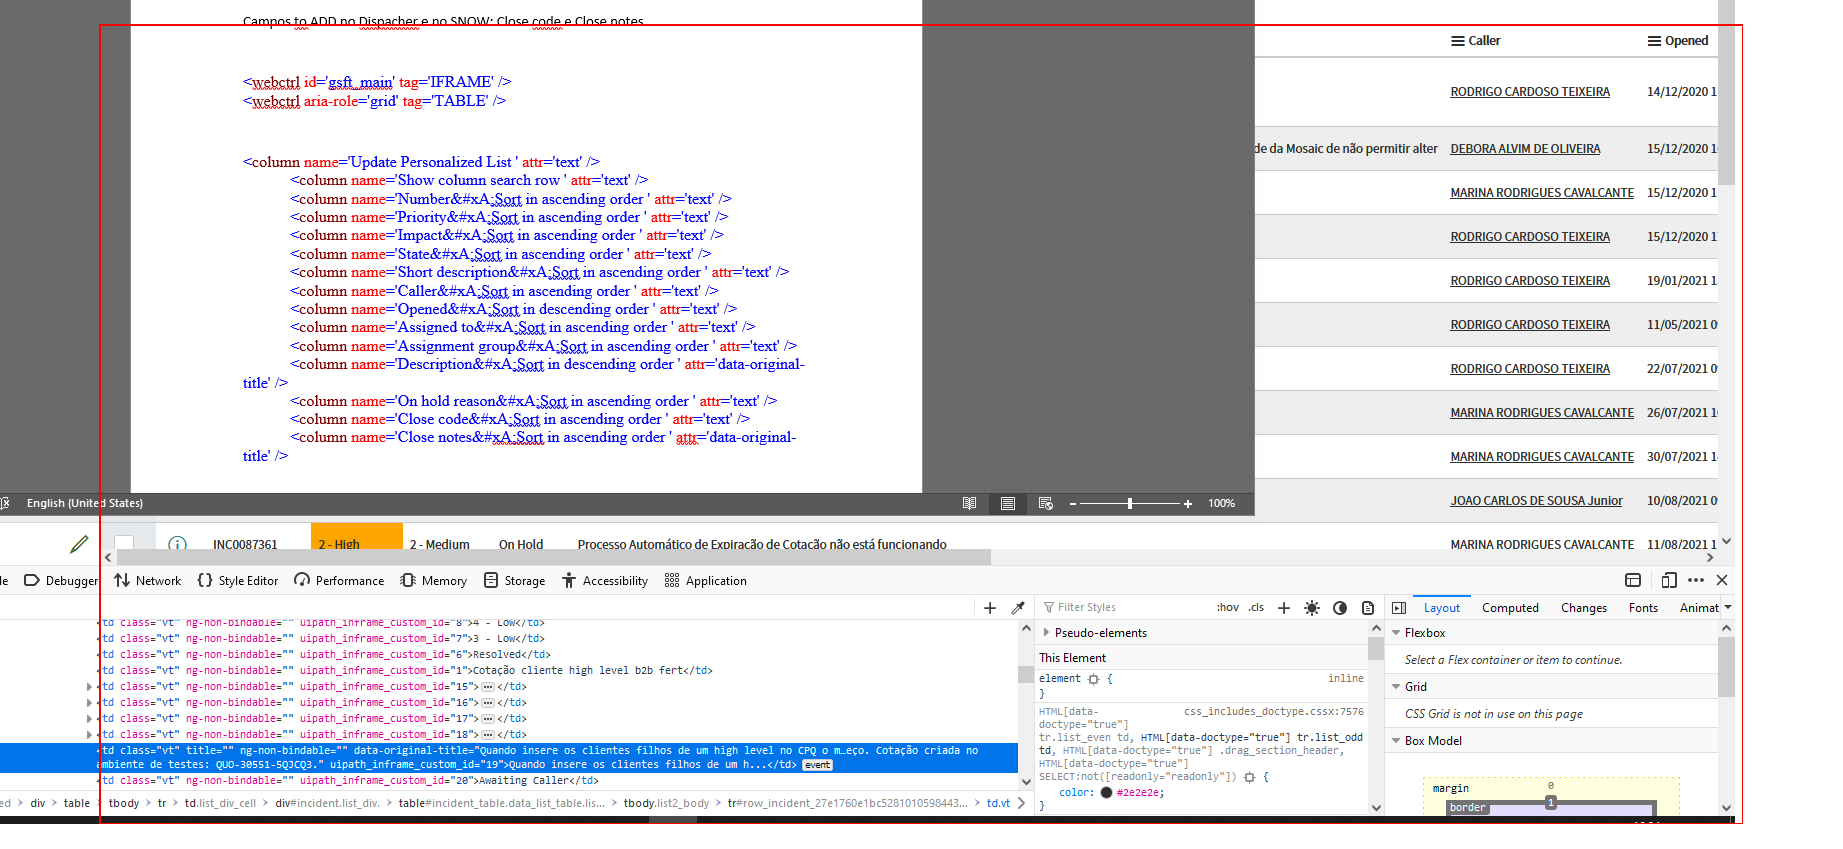 Campos to ADD no Dispacher e no SNOW: Close code e Close notes
<webctrl id='gsft_main' tag='IFRAME' />
<webctrl aria-role='grid' tag='TABLE' />
<column name='Update Personalized List ' attr='text' />
<column name='Show column search row ' attr='text' />
<column name='Number&#xA;Sort in ascending order ' attr='text' />
<column name='Priority&#xA;Sort in ascending order ' attr='text' />
<column name='Impact&#xA;Sort in ascending order ' attr='text' />
<column name='State&#xA;Sort in ascending order ' attr='text' />
<column name='Short description&#xA;Sort in ascending order ' attr='text' />
<column name='Caller&#xA;Sort in ascending order ' attr='text' />
<column name='Opened&#xA;Sort in descending order ' attr='text' />
<column name='Assigned to&#xA;Sort in ascending order ' attr='text' />
<column name='Assignment group&#xA;Sort in ascending order ' attr='text' />
<column name='Description&#xA;Sort in descending order ' attr='data-original-
title' />
<column name='On hold reason&#xA;Sort in ascending order ' attr='text' />
<column name='Close code&#xA;Sort in ascending order ' attr='text' />
<column name='Close notes&#xA;Sort in ascending order ' attr='data-original-
title' />
English (United States)
100%
Caller Opened
RODRIGO CARDOSO TEIXEIRA 14/12/2020 1
de da Mosaic de não permitir alter DEBORA ALVIM DE OLIVEIRA 15/12/2020 1
MARINA RODRIGUES CAVALCANTE 15/12/2020 1
RODRIGO CARDOSO TEIXEIRA 15/12/2020 1
RODRIGO CARDOSO TEIXEIRA 19/01/2021 1
RODRIGO CARDOSO TEIXEIRA 11/05/2021 0
RODRIGO CARDOSO TEIXEIRA 22/07/2021 0
MARINA RODRIGUES CAVALCANTE 26/07/2021 1
MARINA RODRIGUES CAVALCANTE 30/07/2021 1
JOAO CARLOS DE SOUSA Junior 10/08/2021 0
INC0087361 2 - High 2 - Medium On Hold Processo Automático de Expiração de Cotação não está funcionando MARINA RODRIGUES CAVALCANTE 11/08/2021 1
le Debugger Network Style Editor Performance Memory Storage Accessibility Application
<td class="vt" ng-non-bindable="" uipath_iframe_custom_id="8">4 - Low</td>
<td class="vt" ng-non-bindable="" uipath_iframe_custom_id="7">3 - Low</td>
<td class="vt" ng-non-bindable="" uipath_iframe_custom_id="6">Resolved</td>
<td class="vt" ng-non-bindable="" uipath_iframe_custom_id="1">Cotação cliente high level b2b fert</td>
<td class="vt" ng-non-bindable="" uipath_iframe_custom_id="15">…</td>
<td class="vt" ng-non-bindable="" uipath_iframe_custom_id="16">…</td>
<td class="vt" ng-non-bindable="" uipath_iframe_custom_id="17">…</td>
<td class="vt" ng-non-bindable="" uipath_iframe_custom_id="18">…</td>
<td class="vt" title="" ng-non-bindable="" data-original-title="Quando insere os clientes filhos de um high level no CPQ o m…eço. Cotação criada no
ambiente de testes: QUO-30551-5QJCQ3." uipath_iframe_custom_id="19">Quando insere os clientes filhos de um h...</td> event
<td class="vt" ng-non-bindable="" uipath_iframe_custom_id="20">Awaiting Caller</td>
ed > div > table > tbody > tr > td.list_div_cell > div#incident.list_div. > table#incident_table.data_list_table.lis… > tbody.list2_body > tr#row_incident_27e1760e1bc5281010598443… > td.vt
Filter Styles :hov .cls
Pseudo-elements
This Element
element { inline
}
HTML[data- css_includes_doctype.cssx:7576
doctype="true"]
tr.list_even td, HTML[data-doctype="true"] tr.list_odd
td, HTML[data-doctype="true"] .drag_section_header,
HTML[data-doctype="true"]
SELECT:not([readonly="readonly"]) {
color: #2e2e2e;
}
Layout Computed Changes Fonts Animat
Flexbox
Select a Flex container or item to continue.
Grid
CSS Grid is not in use on this page
Box Model
margin 0
border 1